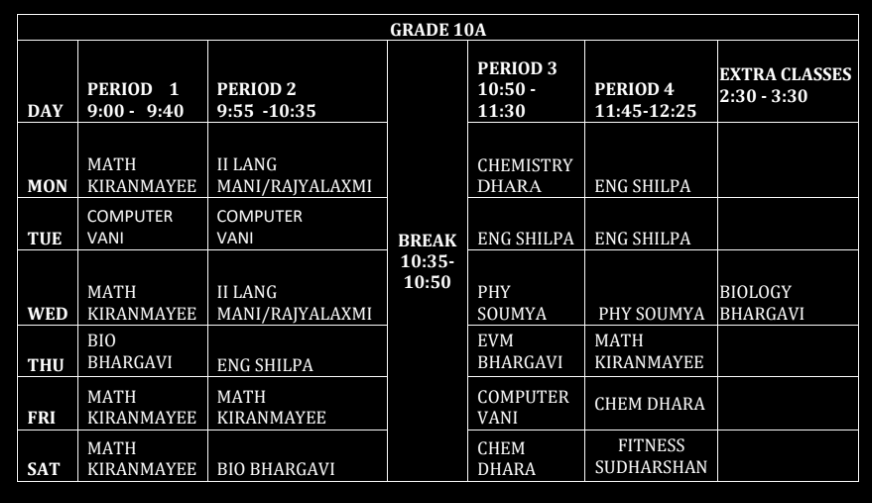 GRADE 10A
DAY
PERIOD 1
9:00 - 9:40
PERIOD 2
9:55 -10:35
BREAK
10:35-
10:50
PERIOD 3
10:50 -
11:30
PERIOD 4
11:45-12:25
EXTRA CLASSES
2:30 - 3:30
MON
MATH
KIRANMAYEE
II LANG
MANI/RAJYALAXMI
CHEMISTRY
DHARA
ENG SHILPA
TUE
COMPUTER
VANI
COMPUTER
VANI
ENG SHILPA
ENG SHILPA
WED
MATH
KIRANMAYEE
II LANG
MANI/RAJYALAXMI
PHY
SOUMYA
PHY SOUMYA
BIOLOGY
BHARGAVI
THU
BIO
BHARGAVI
ENG SHILPA
EVM
BHARGAVI
MATH
KIRANMAYEE
FRI
MATH
KIRANMAYEE
MATH
KIRANMAYEE
COMPUTER
VANI
CHEM DHARA
SAT
MATH
KIRANMAYEE
BIO BHARGAVI
CHEM
DHARA
FITNESS
SUDHARSHAN